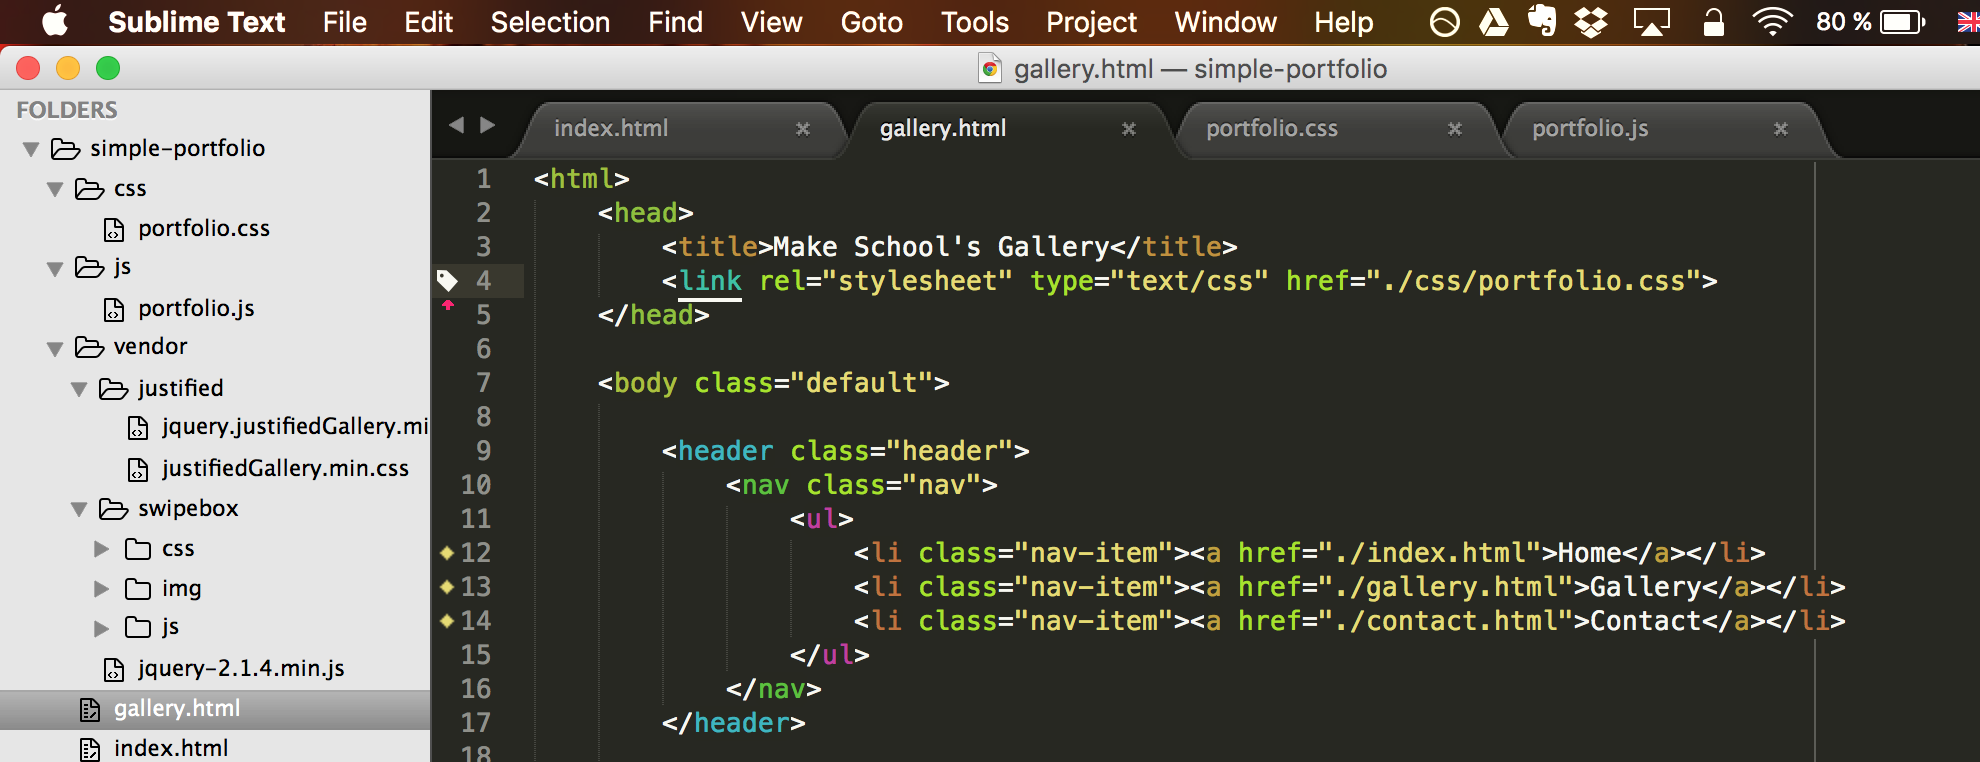 Sublime Text File Edit Selection Find View Goto Tools Project Window Help 80 %
gallery.html — simple-portfolio
FOLDERS
simple-portfolio
css
portfolio.css
js
portfolio.js
vendor
justified
jquery.justifiedGallery.mi
justifiedGallery.min.css
swipebox
css
img
js
jquery-2.1.4.min.js
gallery.html
index.html
index.html gallery.html portfolio.css portfolio.js
1 <html>
2 <head>
3 <title>Make School's Gallery</title>
4 <link rel="stylesheet" type="text/css" href="./css/portfolio.css">
5 </head>
6
7 <body class="default">
8
9 <header class="header">
10 <nav class="nav">
11 <ul>
12 <li class="nav-item"><a href="./index.html">Home</a></li>
13 <li class="nav-item"><a href="./gallery.html">Gallery</a></li>
14 <li class="nav-item"><a href="./contact.html">Contact</a></li>
15 </ul>
16 </nav>
17 </header>
18